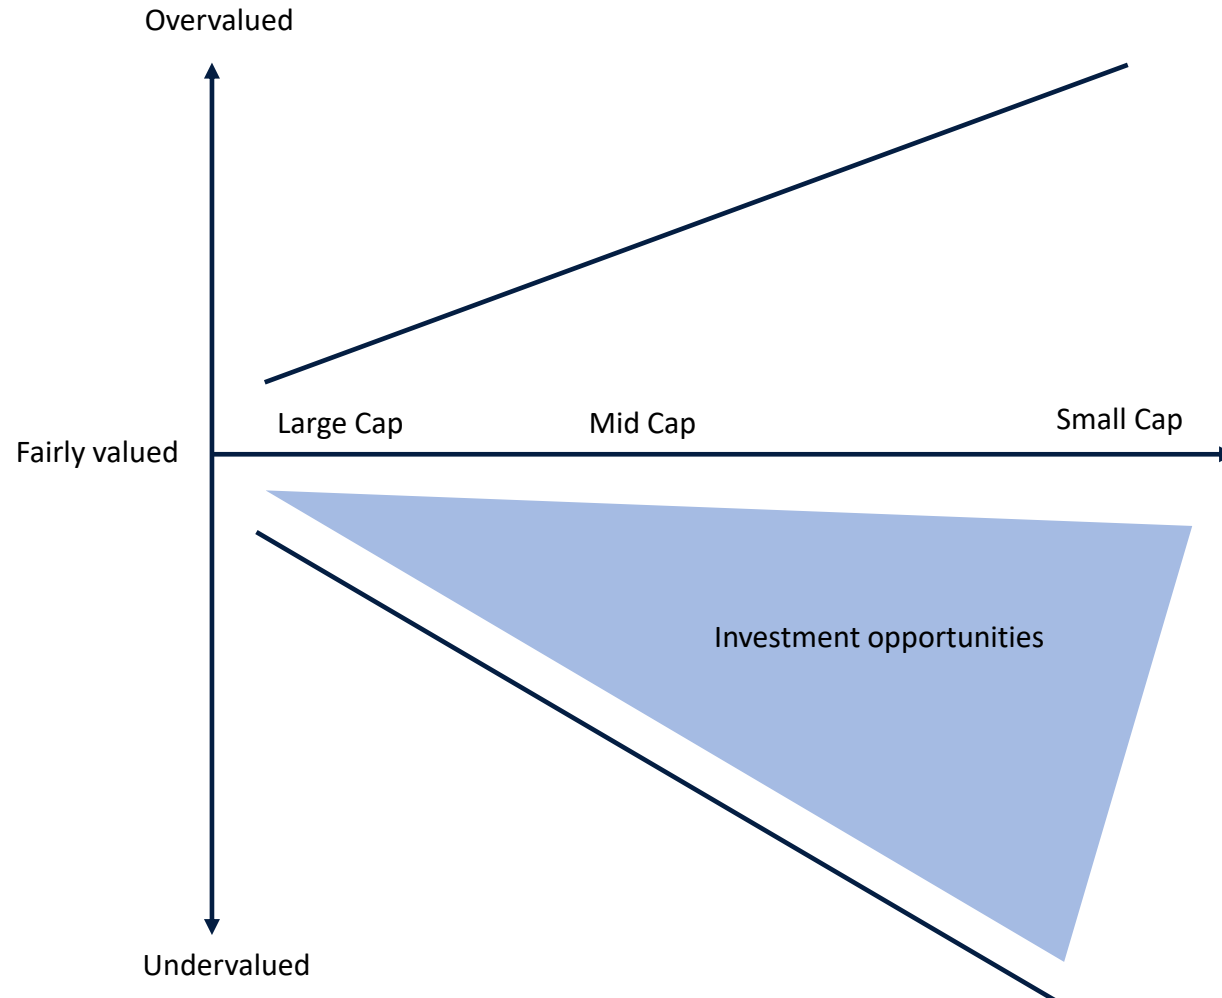 Overvalued
Large Cap
Mid Cap
Small Cap
Fairly valued
Investment opportunities
Undervalued